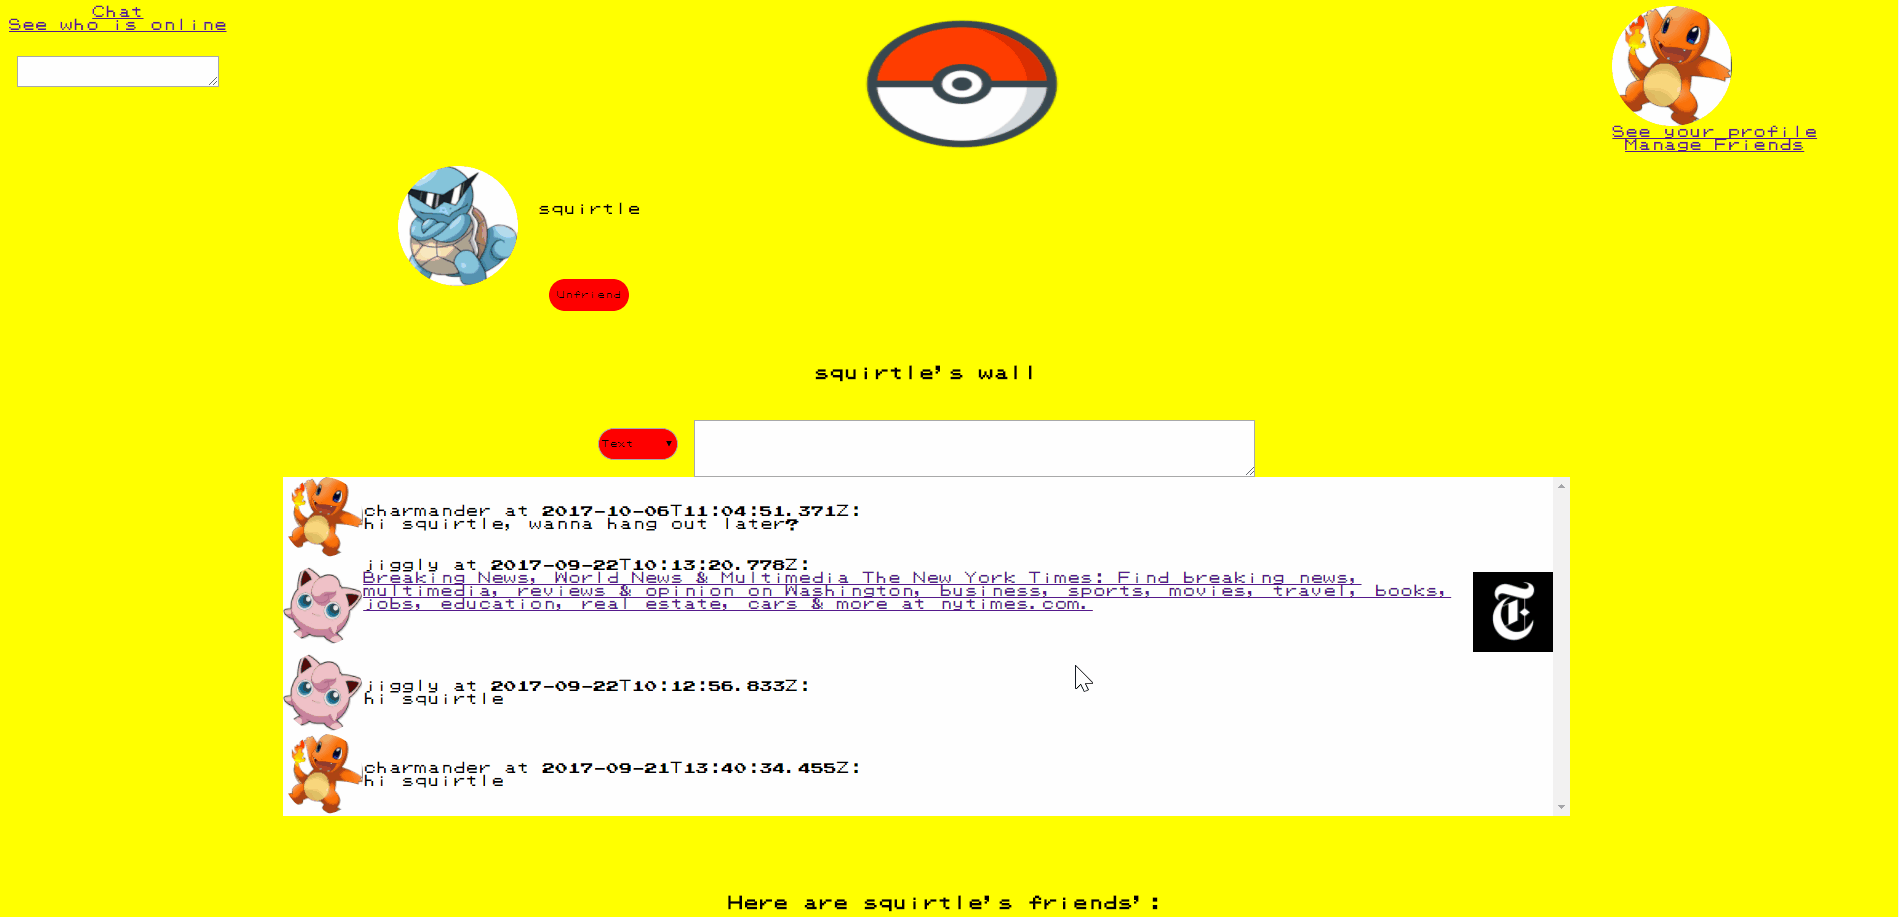 Chat
See who is online
See your profile
Manage Friends
squirtle
Unfriend
squirtle's wall
Text
charmander at 2017-10-06T11:04:51.371Z:
hi squirtle, wanna hang out later?
jiggly at 2017-09-22T10:13:20.778Z:
Breaking News, World News & Multimedia The New York Times: Find breaking news,
multimedia, reviews & opinion on Washington, business, sports, movies, travel, books,
jobs, education, real estate, cars & more at nytimes.com.
T
jiggly at 2017-09-22T10:12:56.833Z:
hi squirtle
charmander at 2017-09-21T13:40:34.455Z:
hi squirtle
Here are squirtle's friends':